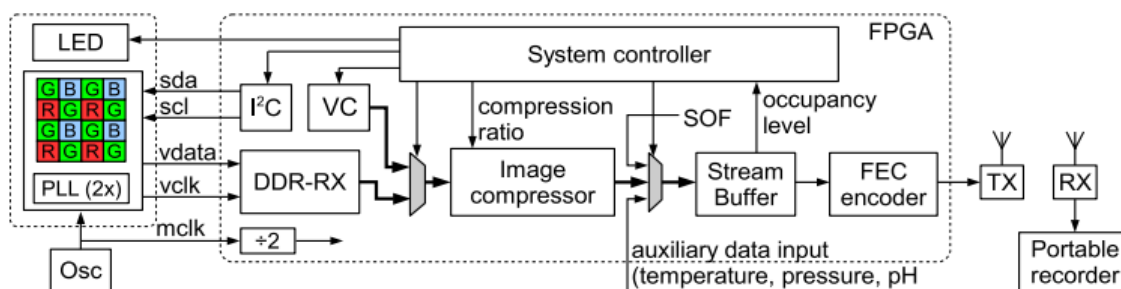 FPGA
LED
System controller
G B G B
R G R G
G B G B
R G R G
PLL (2x)
sda
scl
I²C
VC
compression
ratio
SOF
occupancy
level
vdata
vclk
DDR-RX
Image
compressor
Stream
Buffer
FEC
encoder
TX
RX
mclk
÷2
Osc
auxiliary data input
(temperature, pressure, pH
Portable
recorder